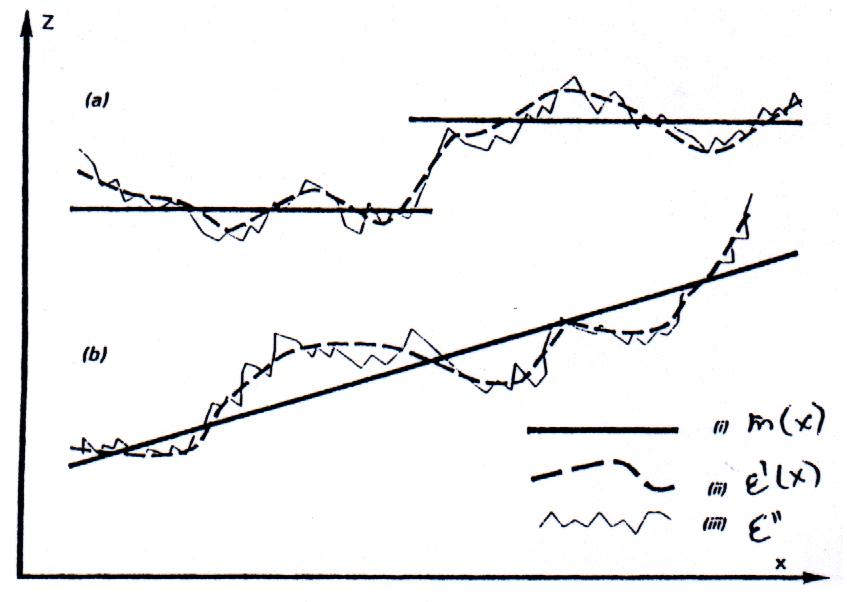 Z
(a)
(b)
(i) m(x)
(ii) ε'(x)
(iii) ε"
x